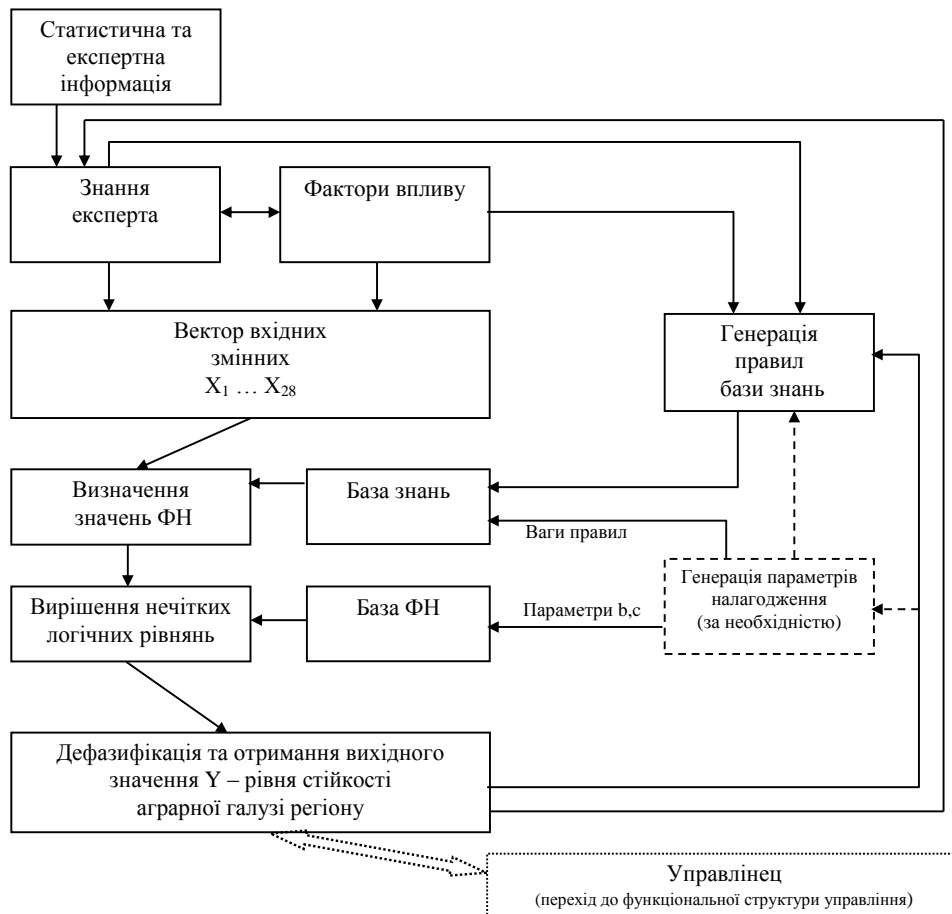 Статистична та
експертна
інформація
Знання
експерта
Фактори впливу
Вектор вхідних
змінних
X₁ … X₂₈
Генерація
правил
бази знань
Визначення
значень ФН
База знань
Ваги правил
Вирішення нечітких
логічних рівнянь
База ФН
Параметри b,c
Генерація параметрів
налагодження
(за необхідністю)
Дефазифікація та отримання вихідного
значення Y – рівня стійкості
аграрної галузі регіону
Управлінец
(перехід до функціональної структури управління)